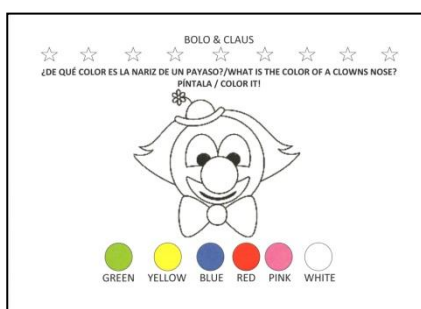 BOLO & CLAUS
¿DE QUÉ COLOR ES LA NARIZ DE UN PAYASO?/WHAT IS THE COLOR OF A CLOWNS NOSE?
PÍNTALA / COLOR IT!
GREEN YELLOW BLUE RED PINK WHITE